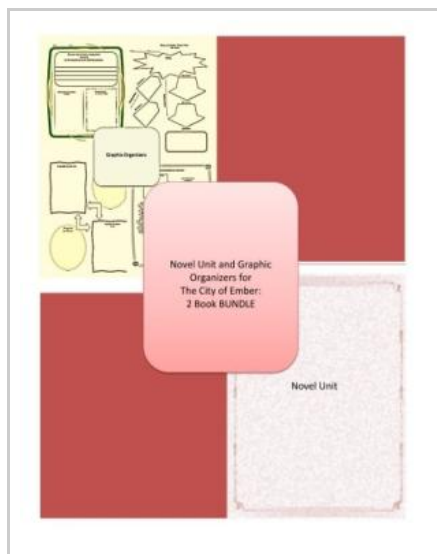 Graphic Organizers
Novel Unit and Graphic
Organizers for
The City of Ember:
2 Book BUNDLE
Novel Unit